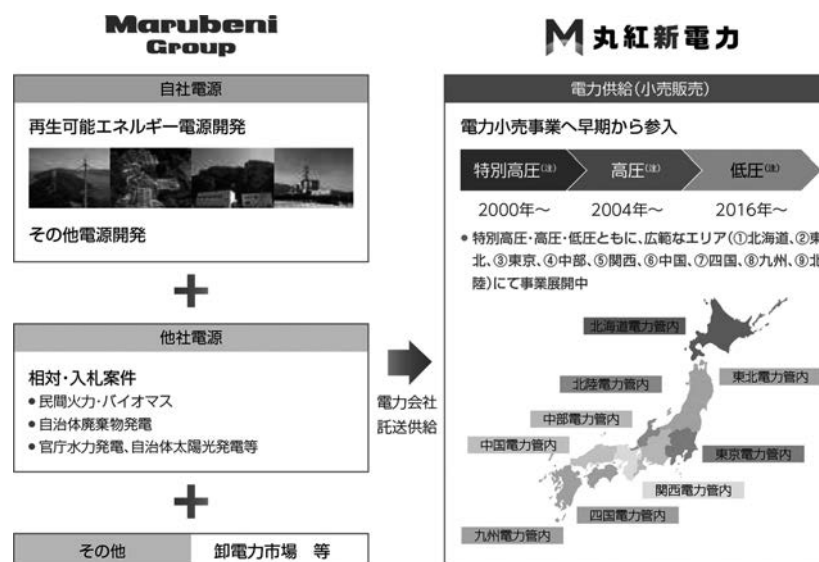 Marubeni
Group
自社電源
再生可能エネルギー電源開発
その他電源開発
他社電源
相対・入札案件
●民間火力・バイオマス
●自治体廃棄物発電
●官庁水力発電、自治体太陽光発電等
その他
卸電力市場 等
電力会社
託送供給
丸紅新電力
電力供給(小売販売)
電力小売事業へ早期から参入
特別高圧(注) 高圧(注) 低圧(注)
2000年～ 2004年～ 2016年～
●特別高圧・高圧・低圧ともに、広範なエリア(①北海道、②東
北、③東京、④中部、⑤関西、⑥中国、⑦四国、⑧九州、⑨北
陸)にて事業展開中
北海道電力管内
北陸電力管内
東北電力管内
中部電力管内
中国電力管内
東京電力管内
関西電力管内
四国電力管内
九州電力管内